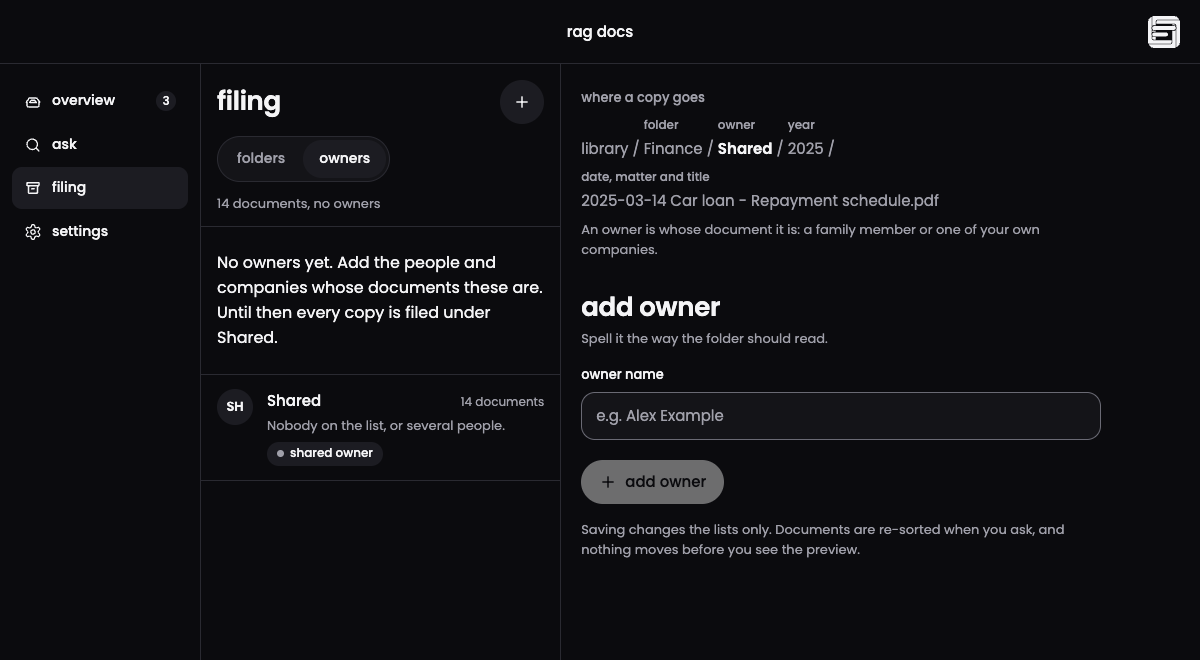 rag docs
overview 3
ask
filing
settings
filing
folders owners
14 documents, no owners
No owners yet. Add the people and
companies whose documents these are.
Until then every copy is filed under
Shared.
SH
Shared 14 documents
Nobody on the list, or several people.
shared owner
where a copy goes
folder owner year
library / Finance / Shared / 2025 /
date, matter and title
2025-03-14 Car loan - Repayment schedule.pdf
An owner is whose document it is: a family member or one of your own
companies.
add owner
Spell it the way the folder should read.
owner name
e.g. Alex Example
+ add owner
Saving changes the lists only. Documents are re-sorted when you ask, and
nothing moves before you see the preview.